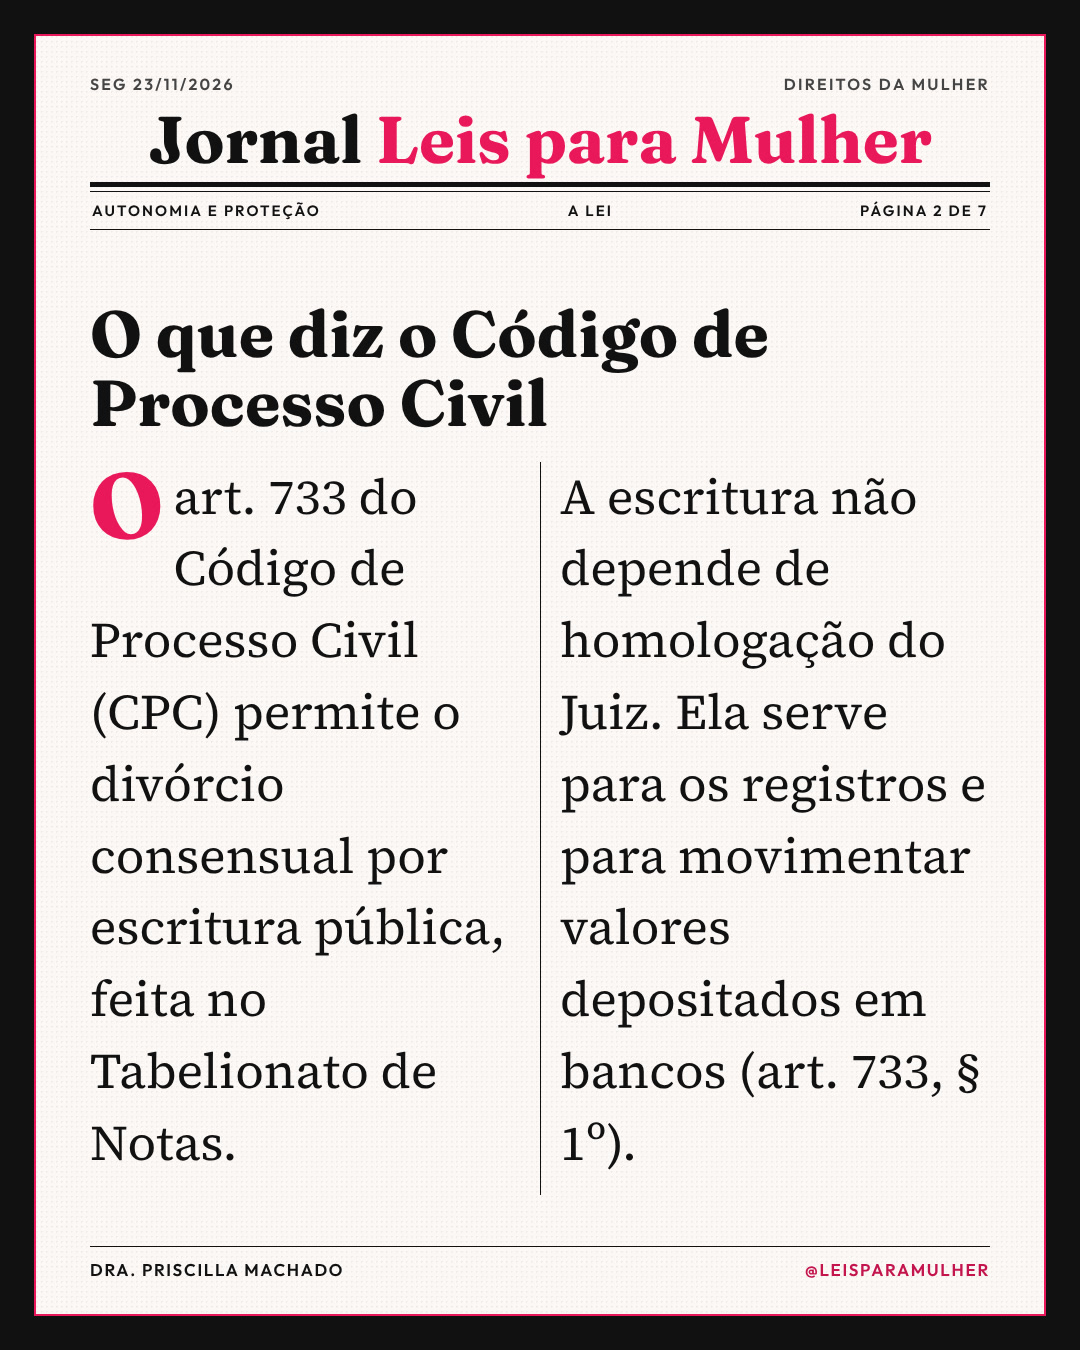 SEG 23/11/2026
DIREITOS DA MULHER
Jornal Leis para Mulher
AUTONOMIA E PROTEÇÃO
A LEI
PÁGINA 2 DE 7
O que diz o Código de
Processo Civil
O art. 733 do
Código de
Processo Civil
(CPC) permite o
divórcio
consensual por
escritura pública,
feita no
Tabelionato de
Notas.
A escritura não
depende de
homologação do
Juiz. Ela serve
para os registros e
para movimentar
valores
depositados em
bancos (art. 733, §
1º).
DRA. PRISCILLA MACHADO
@LEISPARAMULHER